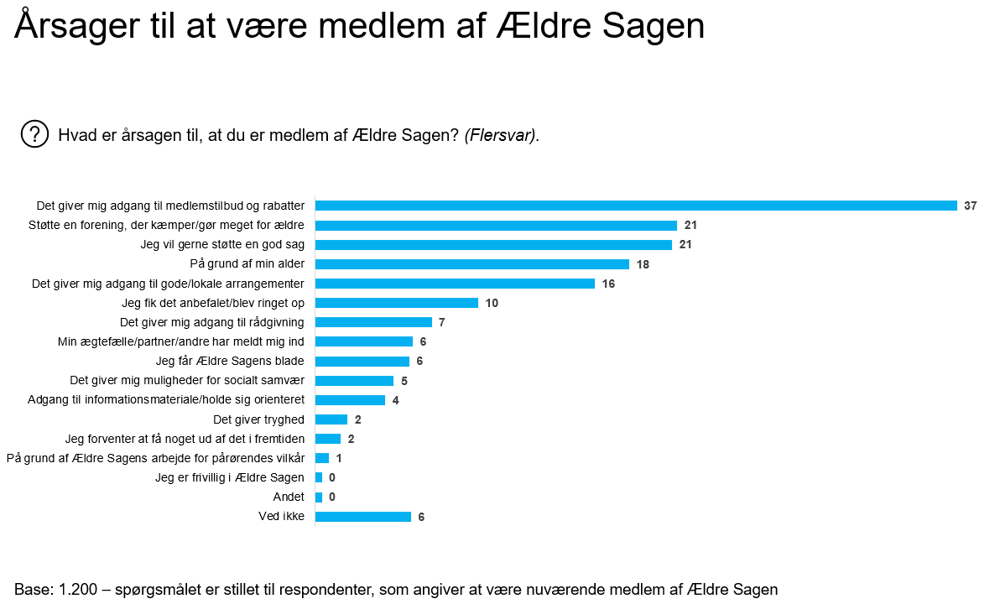 Årsager til at være medlem af Ældre Sagen
? Hvad er årsagen til, at du er medlem af Ældre Sagen? (Flersvar).
Det giver mig adgang til medlemstilbud og rabatter 37
Støtte en forening, der kæmper/gør meget for ældre 21
Jeg vil gerne støtte en god sag 21
På grund af min alder 18
Det giver mig adgang til gode/lokale arrangementer 16
Jeg fik det anbefalet/blev ringet op 10
Det giver mig adgang til rådgivning 7
Min ægtefælle/partner/andre har meldt mig ind 6
Jeg får Ældre Sagens blade 6
Det giver mig muligheder for socialt samvær 5
Adgang til informationsmateriale/holde sig orienteret 4
Det giver tryghed 2
Jeg forventer at få noget ud af det i fremtiden 2
På grund af Ældre Sagens arbejde for pårørendes vilkår 1
Jeg er frivillig i Ældre Sagen 0
Andet 0
Ved ikke 6
Base: 1.200 – spørgsmålet er stillet til respondenter, som angiver at være nuværende medlem af Ældre Sagen